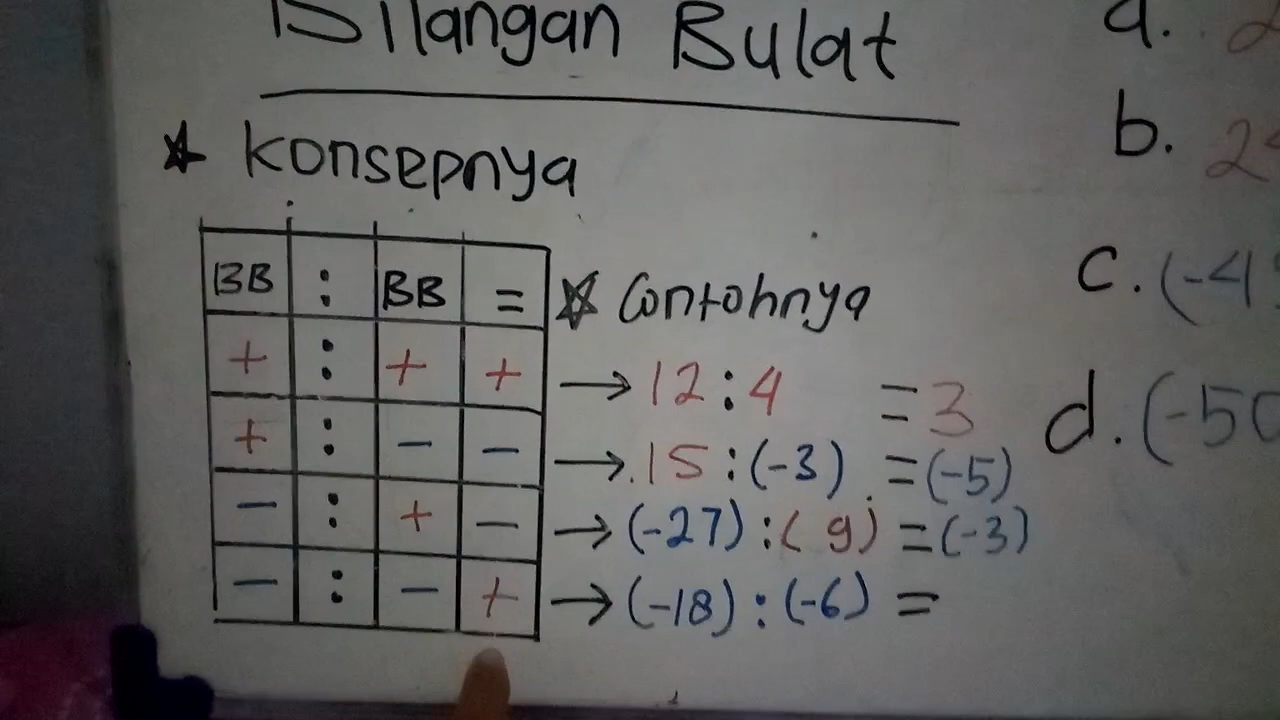 Bilangan Bulat
★ Konsepnya
BB : BB =
+ : + +
+ : - -
- : + -
- : - +
☆ Contohnya
→ 12 : 4 = 3
→ 15 : (-3) = (-5)
→ (-27) : ( 9) = (-3)
→ (-18) : (-6) =
a.
b. 2
c. (-4
d. (-50